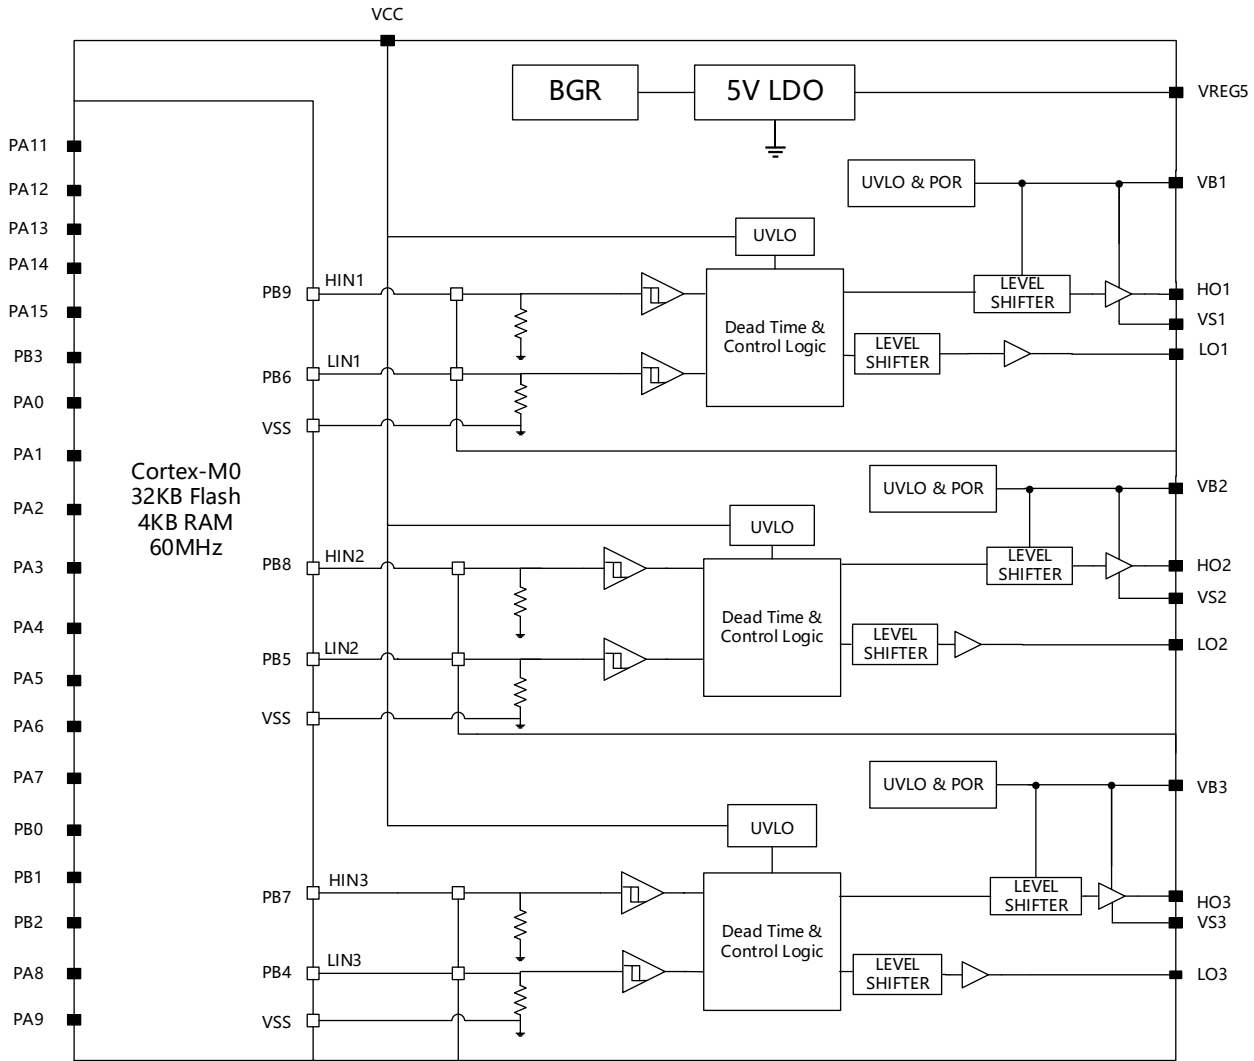 VCC
BGR
5V LDO
VREG5
PA11
PA12
PA13
PA14
PA15
PB3
PA0
PA1
PA2
PA3
PA4
PA5
PA6
PA7
PB0
PB1
PB2
PA8
PA9
Cortex-M0
32KB Flash
4KB RAM
60MHz
UVLO & POR
VB1
UVLO
PB9
HIN1
LEVEL
SHIFTER
HO1
VS1
Dead Time &
Control Logic
LEVEL
SHIFTER
LO1
PB6
LIN1
VSS
UVLO & POR
VB2
UVLO
PB8
HIN2
LEVEL
SHIFTER
HO2
VS2
Dead Time &
Control Logic
LEVEL
SHIFTER
LO2
PB5
LIN2
VSS
UVLO & POR
VB3
UVLO
PB7
HIN3
LEVEL
SHIFTER
HO3
VS3
Dead Time &
Control Logic
LEVEL
SHIFTER
LO3
PB4
LIN3
VSS